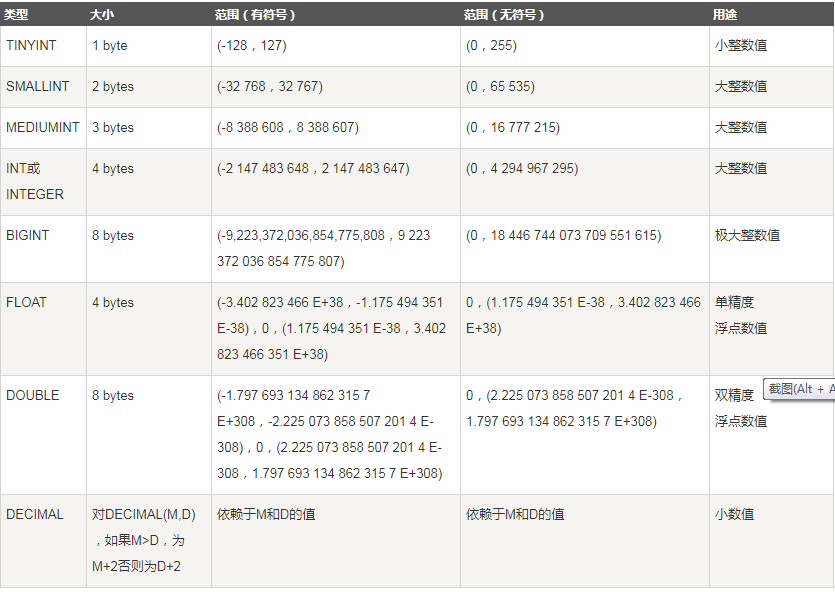 类型 大小 范围（有符号） 范围（无符号） 用途
TINYINT 1 byte (-128，127) (0，255) 小整数值
SMALLINT 2 bytes (-32 768，32 767) (0，65 535) 大整数值
MEDIUMINT 3 bytes (-8 388 608，8 388 607) (0，16 777 215) 大整数值
INT或 4 bytes (-2 147 483 648，2 147 483 647) (0，4 294 967 295) 大整数值
INTEGER
BIGINT 8 bytes (-9,223,372,036,854,775,808，9 223 (0，18 446 744 073 709 551 615) 极大整数值
372 036 854 775 807)
FLOAT 4 bytes (-3.402 823 466 E+38，-1.175 494 351 0，(1.175 494 351 E-38，3.402 823 466 单精度
E-38)，0，(1.175 494 351 E-38，3.402 E+38) 浮点数值
823 466 351 E+38)
DOUBLE 8 bytes (-1.797 693 134 862 315 7 0，(2.225 073 858 507 201 4 E-308， 双精度 截图(Alt + A
E+308，-2.225 073 858 507 201 4 E- 1.797 693 134 862 315 7 E+308) 浮点数值
308)，0，(2.225 073 858 507 201 4 E-
308，1.797 693 134 862 315 7 E+308)
DECIMAL 对DECIMAL(M,D) 依赖于M和D的值 依赖于M和D的值 小数值
，如果M>D，为
M+2否则为D+2